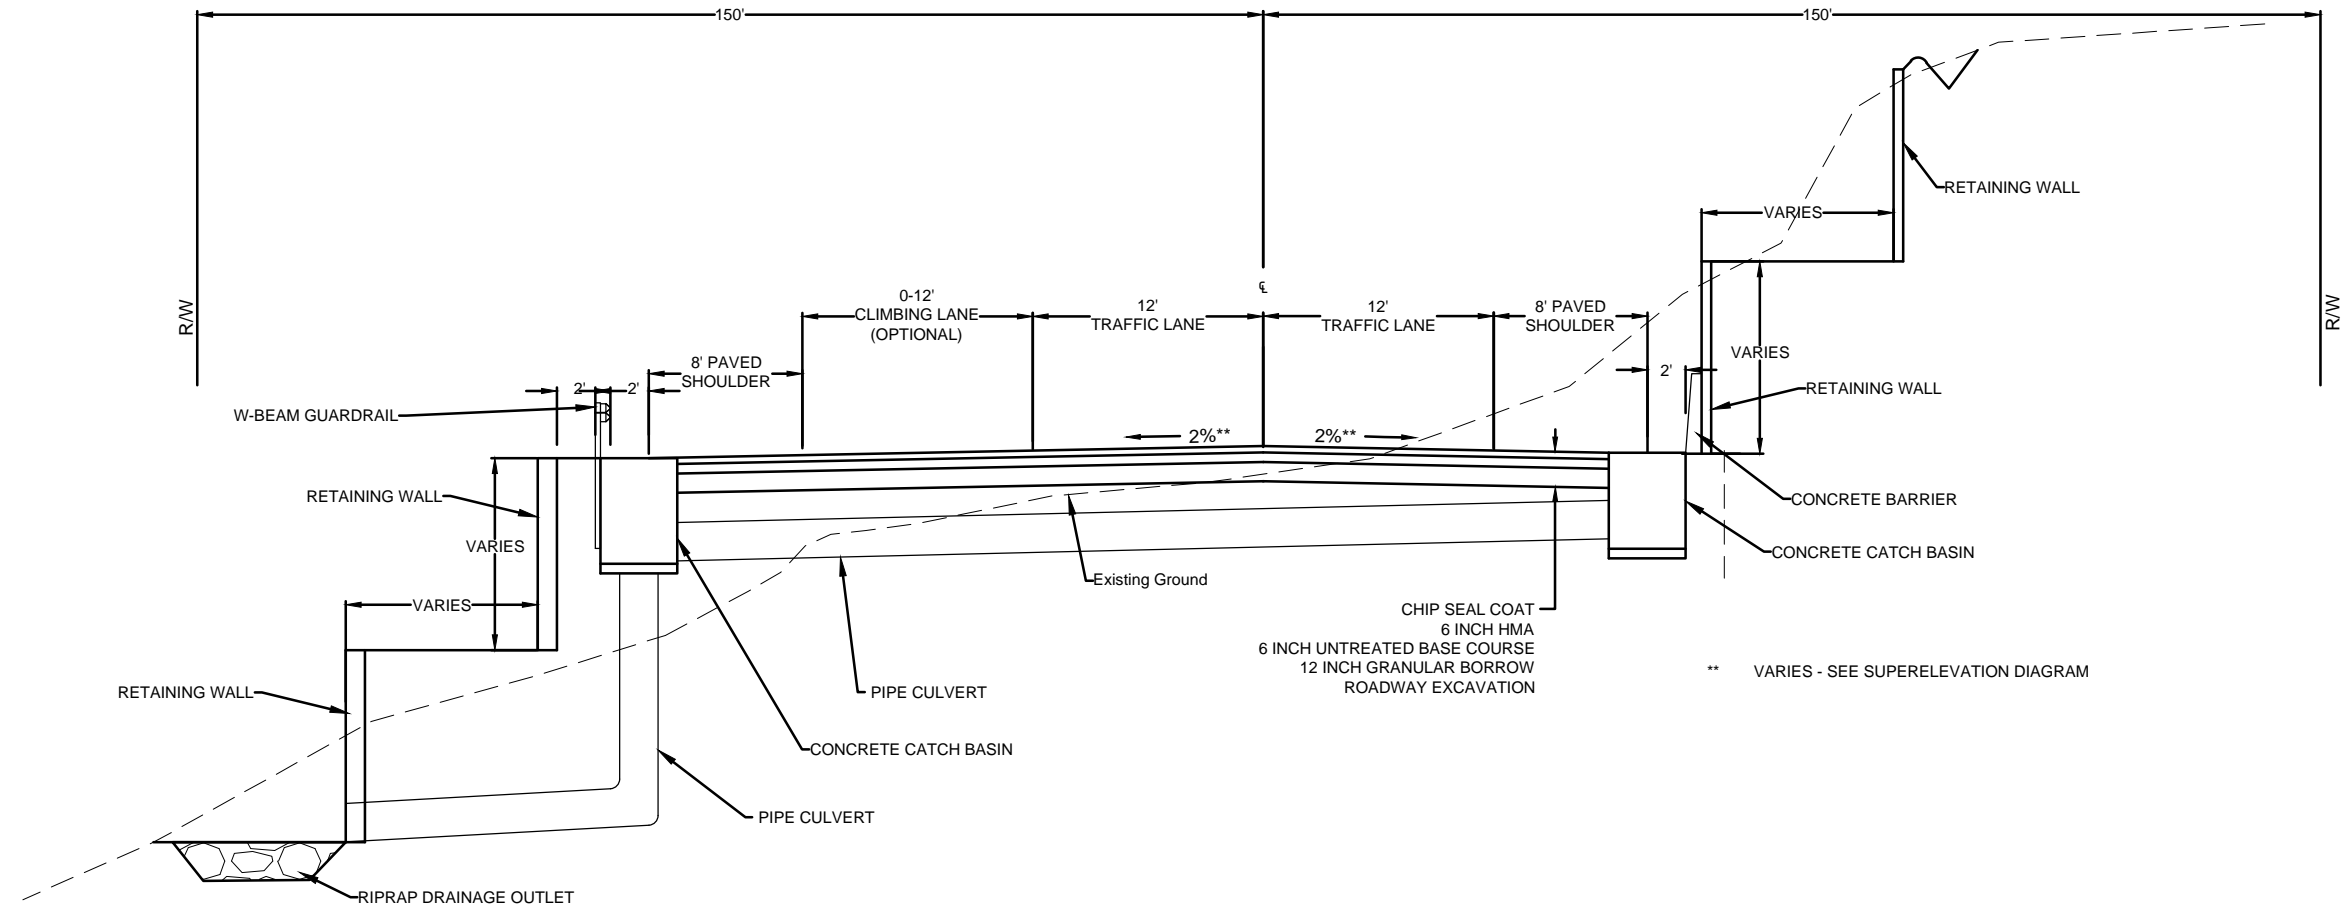 150'
150'
R/W
R/W
RETAINING WALL
VARIES
℄
0-12'
CLIMBING LANE
(OPTIONAL)
12'
TRAFFIC LANE
12'
TRAFFIC LANE
8' PAVED
SHOULDER
8' PAVED
SHOULDER
VARIES
2'
2'
2'
RETAINING WALL
W-BEAM GUARDRAIL
2%**
2%**
RETAINING WALL
CONCRETE BARRIER
VARIES
CONCRETE CATCH BASIN
Existing Ground
VARIES
CHIP SEAL COAT
6 INCH HMA
6 INCH UNTREATED BASE COURSE
12 INCH GRANULAR BORROW
ROADWAY EXCAVATION
** VARIES - SEE SUPERELEVATION DIAGRAM
RETAINING WALL
PIPE CULVERT
CONCRETE CATCH BASIN
PIPE CULVERT
RIPRAP DRAINAGE OUTLET